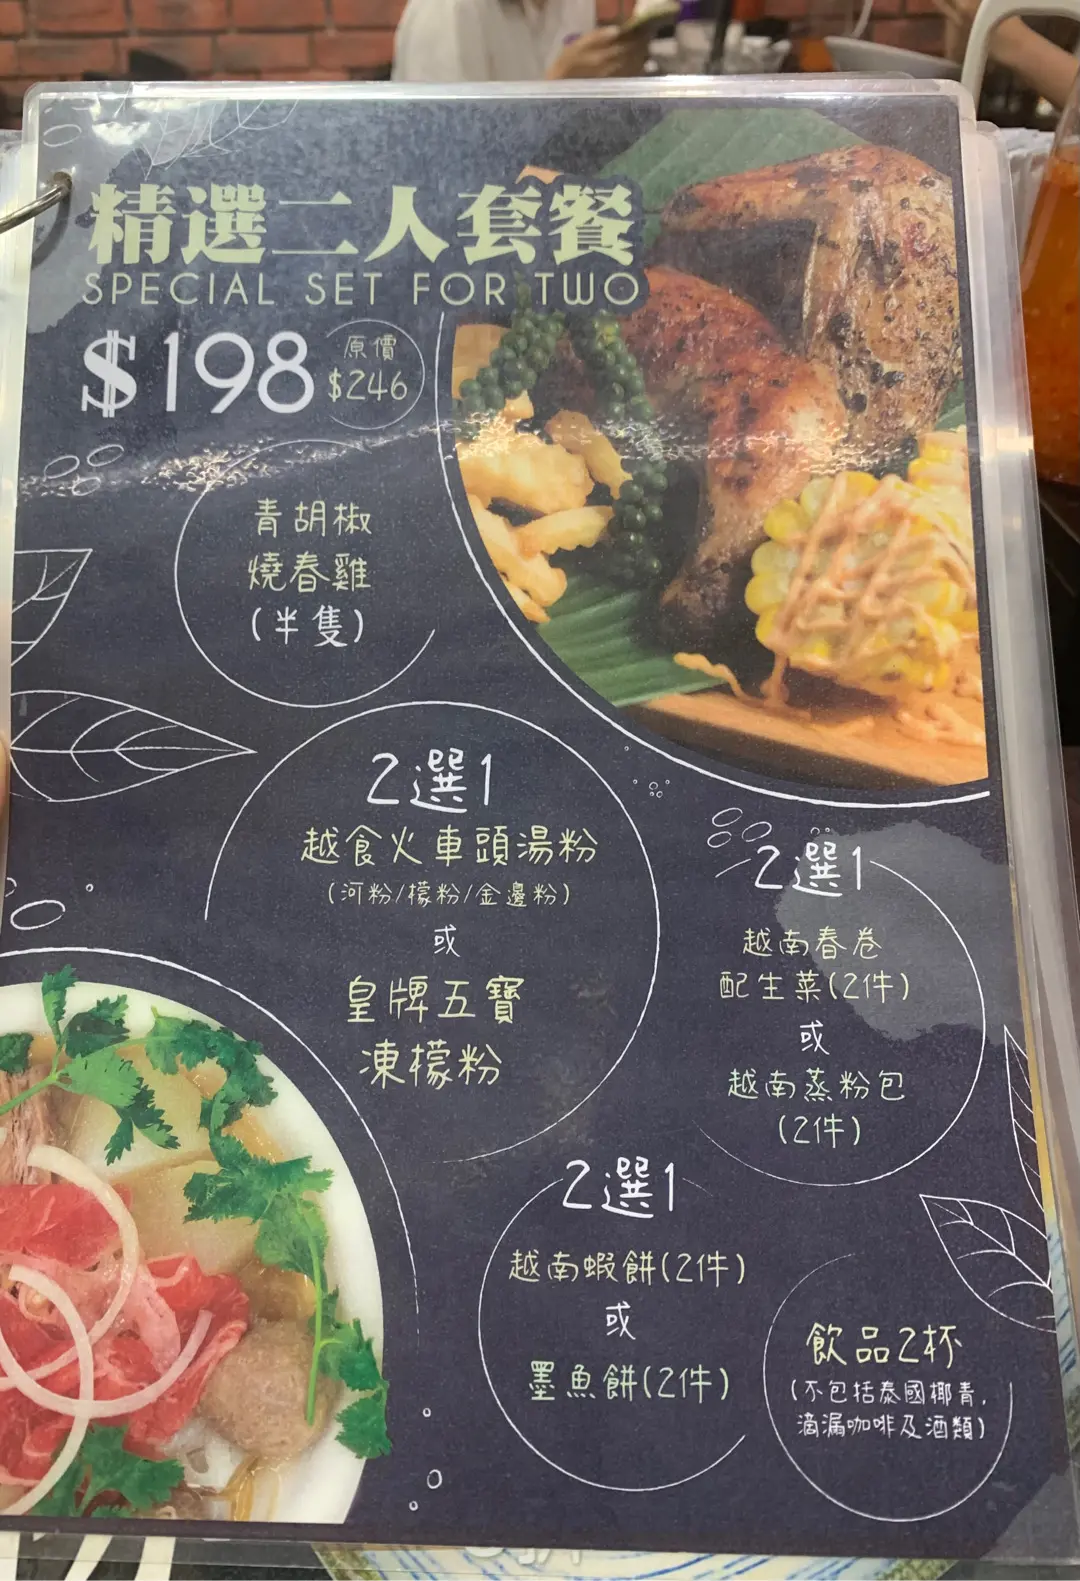 精選二人套餐
SPECIAL SET FOR TWO
$198
原價
$246
青胡椒
燒春雞
(半隻)
2選1
越食火車頭湯粉
(河粉/檬粉/金邊粉)
或
皇牌五寶
凍檬粉
2選1
越南春卷
配生菜(2件)
或
越南蒸粉包
(2件)
2選1
越南蝦餅(2件)
或
墨魚餅(2件)
飲品2杯
(不包括泰國椰青,
滴漏咖啡及酒類)